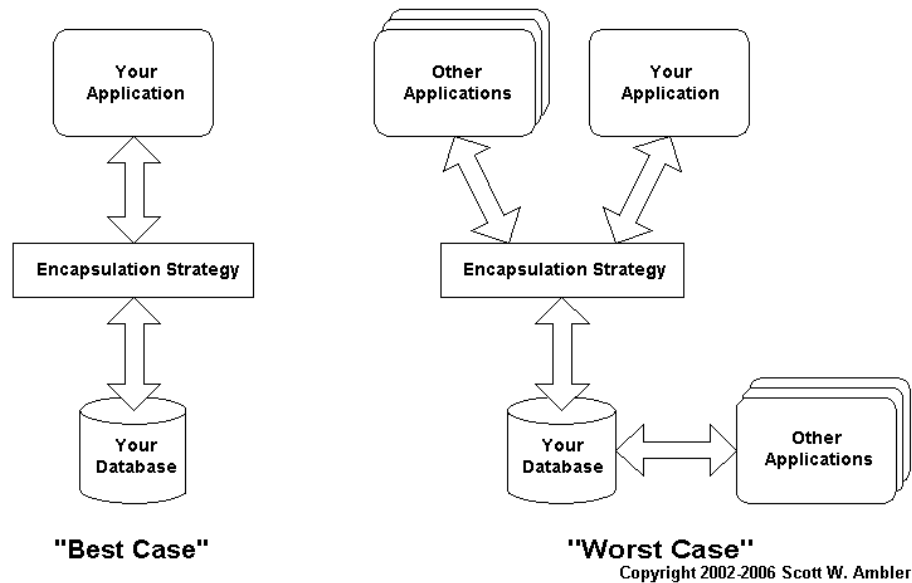 Your
Application
Encapsulation Strategy
Your
Database
"Best Case"
Other
Applications
Your
Application
Encapsulation Strategy
Your
Database
Other
Applications
"Worst Case"
Copyright 2002-2006 Scott W. Ambler